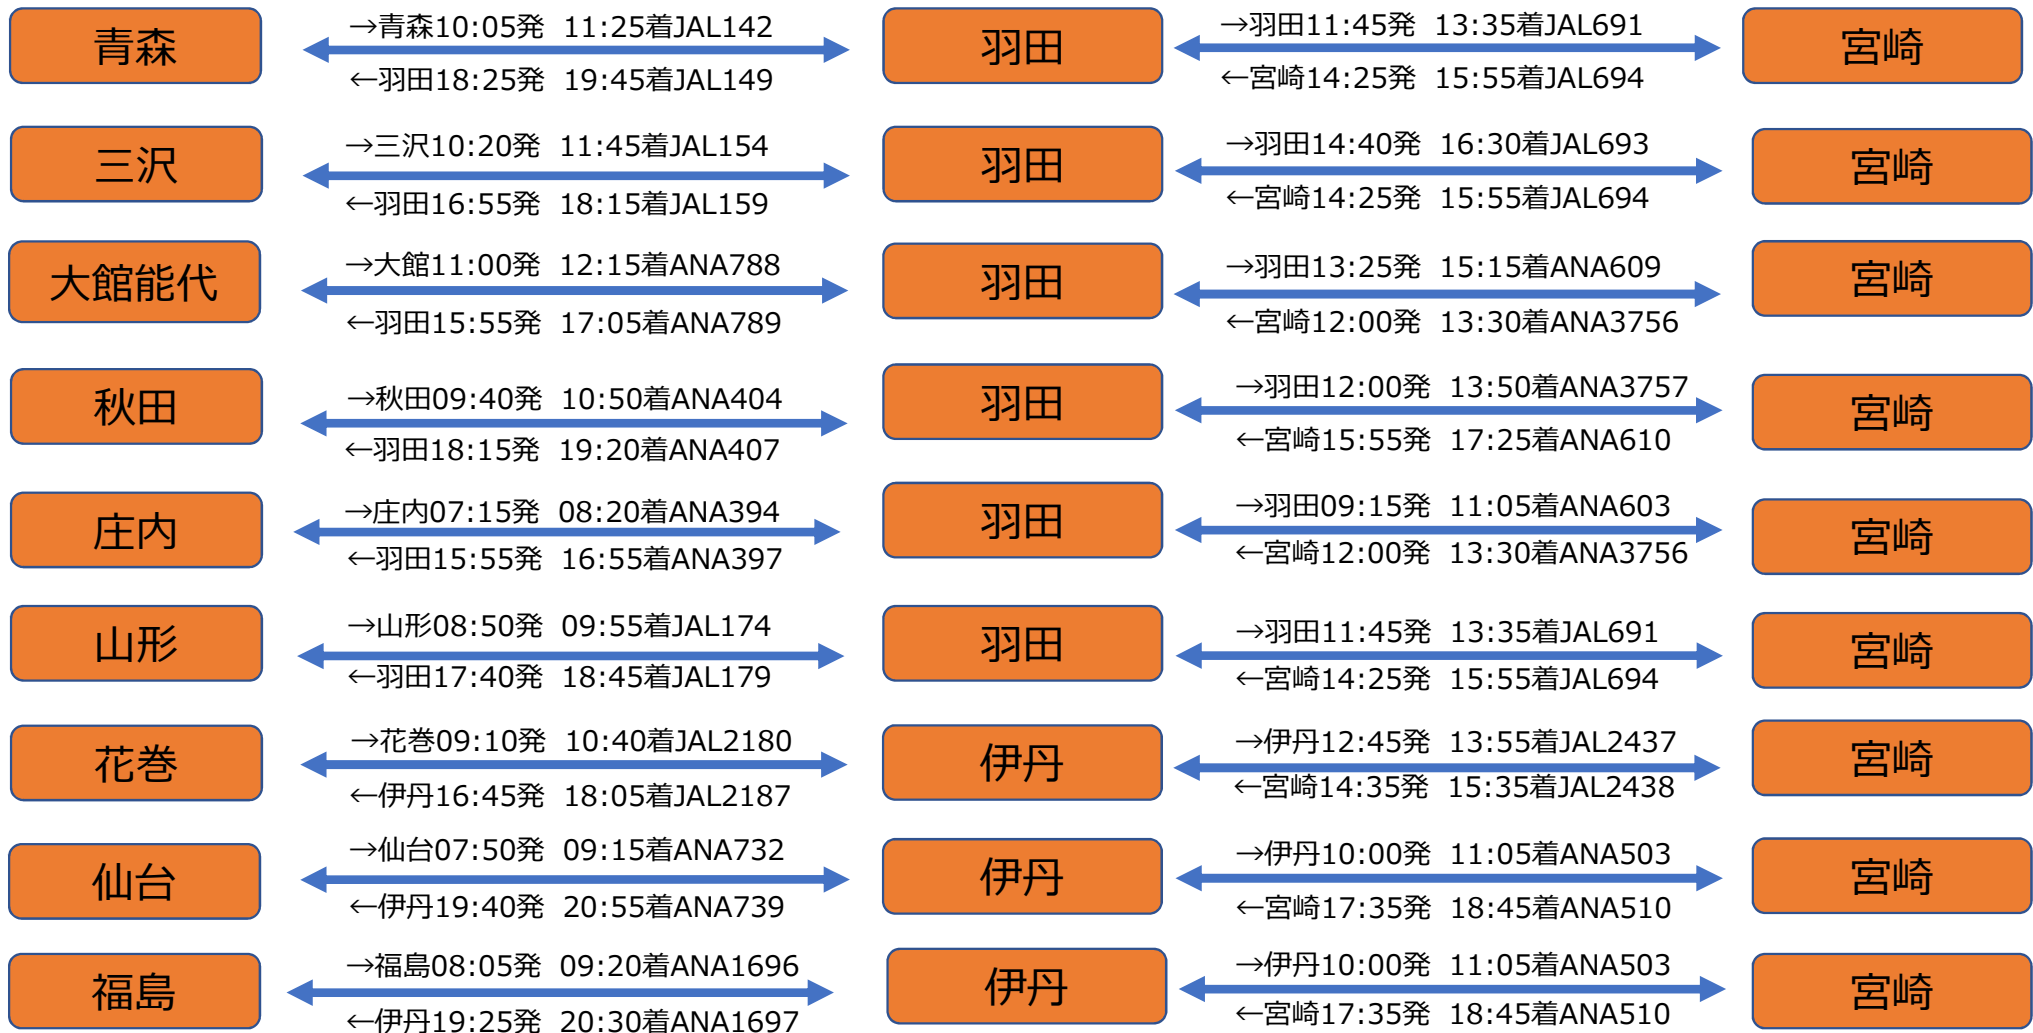 青森
→青森10:05発 11:25着JAL142
←羽田18:25発 19:45着JAL149
羽田
→羽田11:45発 13:35着JAL691
←宮崎14:25発 15:55着JAL694
宮崎
三沢
→三沢10:20発 11:45着JAL154
←羽田16:55発 18:15着JAL159
羽田
→羽田14:40発 16:30着JAL693
←宮崎14:25発 15:55着JAL694
宮崎
大館能代
→大館11:00発 12:15着ANA788
←羽田15:55発 17:05着ANA789
羽田
→羽田13:25発 15:15着ANA609
←宮崎12:00発 13:30着ANA3756
宮崎
秋田
→秋田09:40発 10:50着ANA404
←羽田18:15発 19:20着ANA407
羽田
→羽田12:00発 13:50着ANA3757
←宮崎15:55発 17:25着ANA610
宮崎
庄内
→庄内07:15発 08:20着ANA394
←羽田15:55発 16:55着ANA397
羽田
→羽田09:15発 11:05着ANA603
←宮崎12:00発 13:30着ANA3756
宮崎
山形
→山形08:50発 09:55着JAL174
←羽田17:40発 18:45着JAL179
羽田
→羽田11:45発 13:35着JAL691
←宮崎14:25発 15:55着JAL694
宮崎
花巻
→花巻09:10発 10:40着JAL2180
←伊丹16:45発 18:05着JAL2187
伊丹
→伊丹12:45発 13:55着JAL2437
←宮崎14:35発 15:35着JAL2438
宮崎
仙台
→仙台07:50発 09:15着ANA732
←伊丹19:40発 20:55着ANA739
伊丹
→伊丹10:00発 11:05着ANA503
←宮崎17:35発 18:45着ANA510
宮崎
福島
→福島08:05発 09:20着ANA1696
←伊丹19:25発 20:30着ANA1697
伊丹
→伊丹10:00発 11:05着ANA503
←宮崎17:35発 18:45着ANA510
宮崎